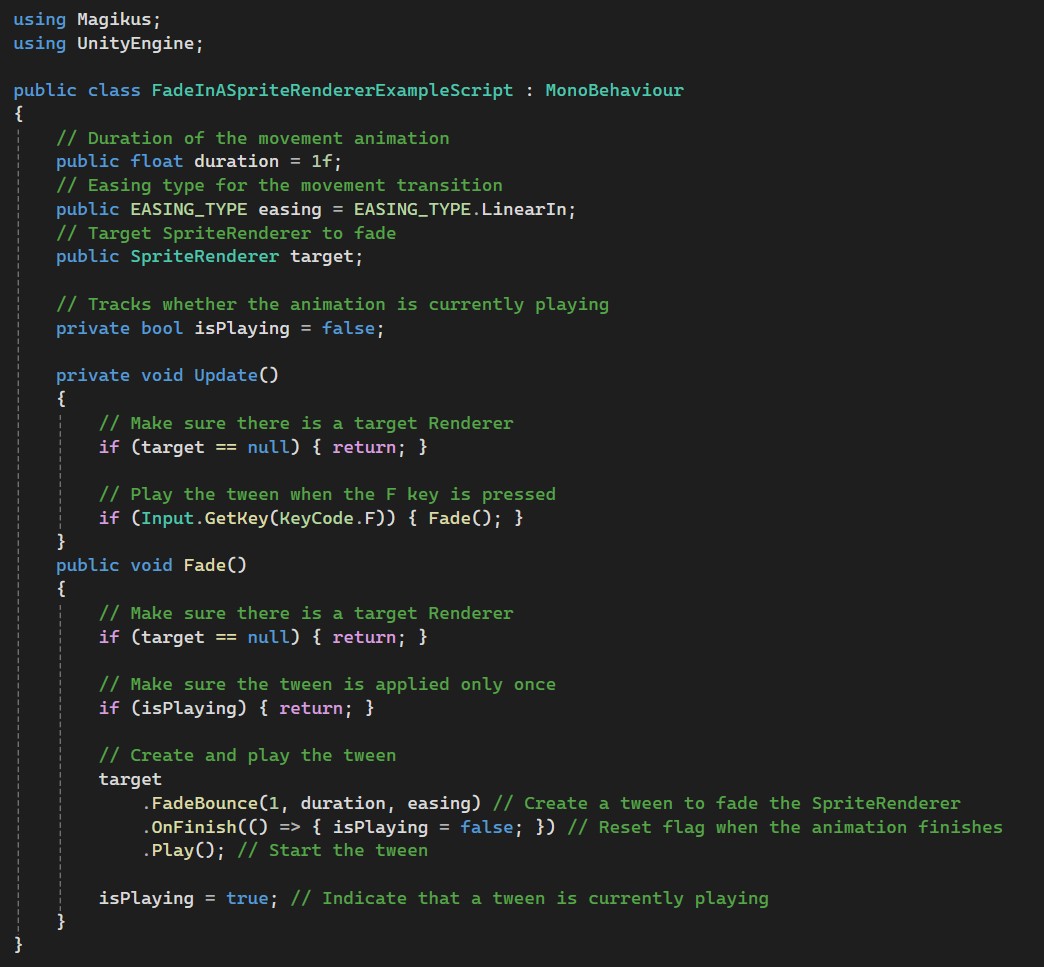 using Magikus;
using UnityEngine;

public class FadeInASpriteRendererExampleScript : MonoBehaviour
{
    // Duration of the movement animation
    public float duration = 1f;
    // Easing type for the movement transition
    public EASING_TYPE easing = EASING_TYPE.LinearIn;
    // Target SpriteRenderer to fade
    public SpriteRenderer target;

    // Tracks whether the animation is currently playing
    private bool isPlaying = false;

    private void Update()
    {
        // Make sure there is a target Renderer
        if (target == null) { return; }

        // Play the tween when the F key is pressed
        if (Input.GetKey(KeyCode.F)) { Fade(); }
    }
    public void Fade()
    {
        // Make sure there is a target Renderer
        if (target == null) { return; }

        // Make sure the tween is applied only once
        if (isPlaying) { return; }

        // Create and play the tween
        target
            .FadeBounce(1, duration, easing) // Create a tween to fade the SpriteRenderer
            .OnFinish(() => { isPlaying = false; }) // Reset flag when the animation finishes
            .Play(); // Start the tween

        isPlaying = true; // Indicate that a tween is currently playing
    }
}